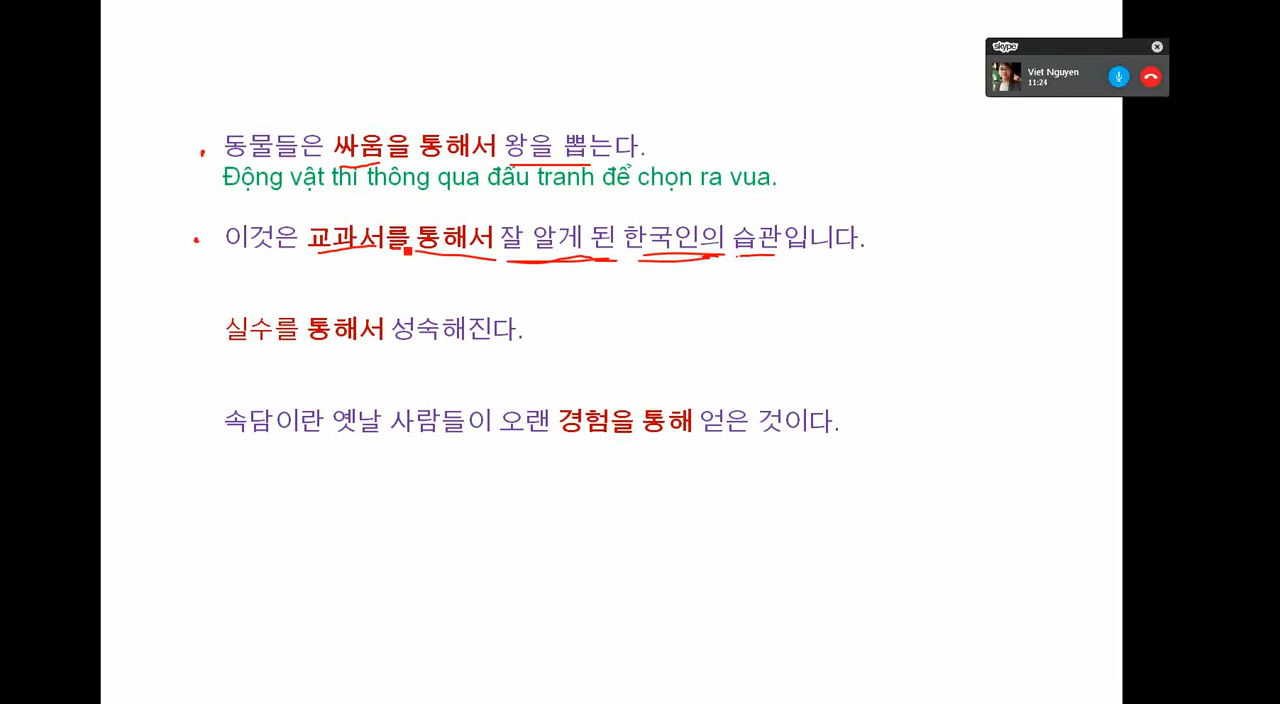 skype
Viet Nguyen
11:24
동물들은 싸움을 통해서 왕을 뽑는다.
Động vật thì thông qua đấu tranh để chọn ra vua.
이것은 교과서를 통해서 잘 알게 된 한국인의 습관입니다.
실수를 통해서 성숙해진다.
속담이란 옛날 사람들이 오랜 경험을 통해 얻은 것이다.